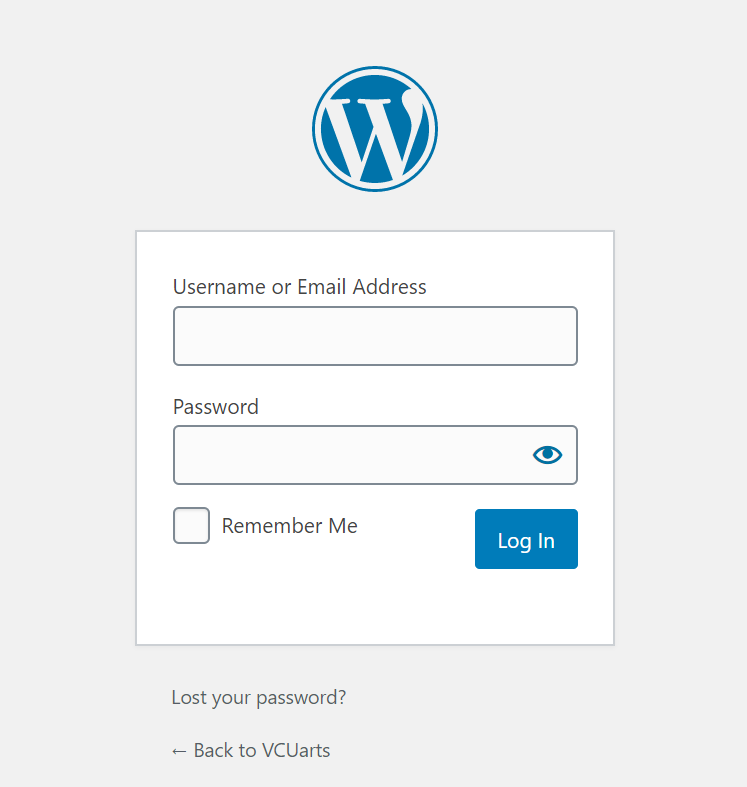 Username or Email Address
Password
Remember Me
Log In
Lost your password?
← Back to VCUarts